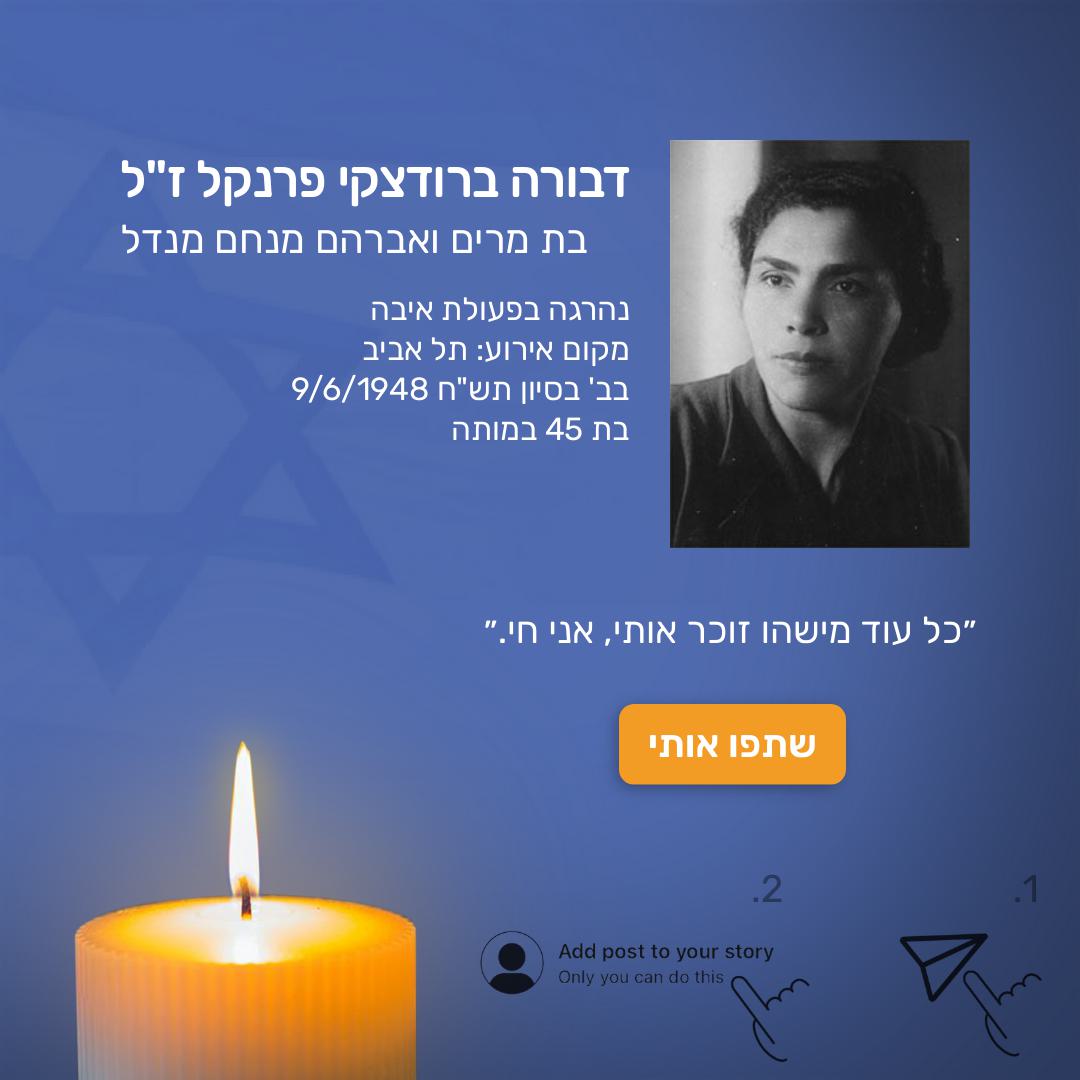 דבורה ברודצקי פרנקל ז"ל
בת מרים ואברהם מנחם מנדל
נהרגה בפעולת איבה
מקום אירוע: תל אביב
בב' בסיון תש"ח 9/6/1948
בת 45 במותה
״כל עוד מישהו זוכר אותי, אני חי.״
שתפו אותי
1.
2.
Add post to your story
Only you can do this